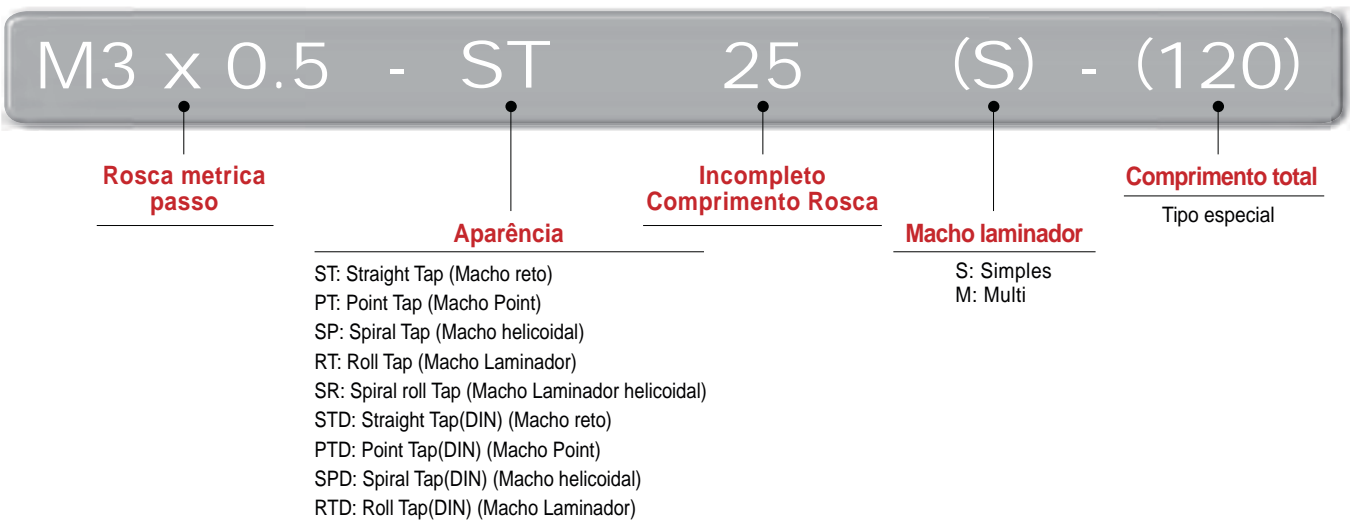 M3 x 0.5 - ST 25 (S) - (120)
Rosca metrica
passo
Aparência
ST: Straight Tap (Macho reto)
PT: Point Tap (Macho Point)
SP: Spiral Tap (Macho helicoidal)
RT: Roll Tap (Macho Laminador)
SR: Spiral roll Tap (Macho Laminador helicoidal)
STD: Straight Tap(DIN) (Macho reto)
PTD: Point Tap(DIN) (Macho Point)
SPD: Spiral Tap(DIN) (Macho helicoidal)
RTD: Roll Tap(DIN) (Macho Laminador)
Incompleto
Comprimento Rosca
Macho laminador
S: Simples
M: Multi
Comprimento total
Tipo especial